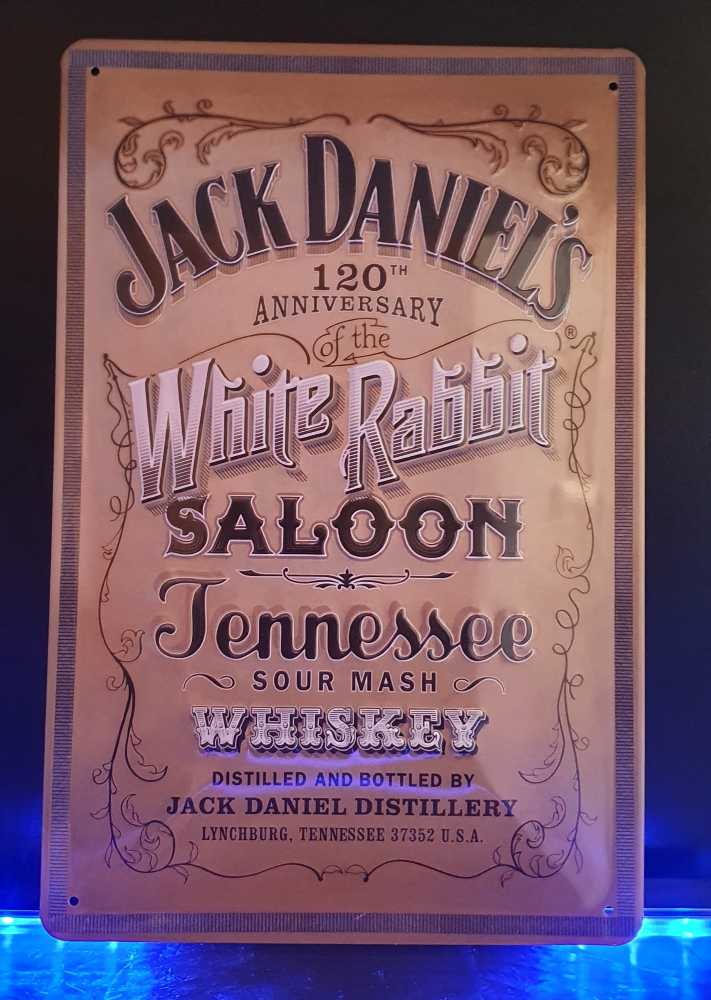 JACK DANIEL'S
120TH
ANNIVERSARY
of the
White Rabbit
SALOON
Tennessee
SOUR MASH
WHISKEY
DISTILLED AND BOTTLED BY
JACK DANIEL DISTILLERY
LYNCHBURG, TENNESSEE 37352 U.S.A.
®